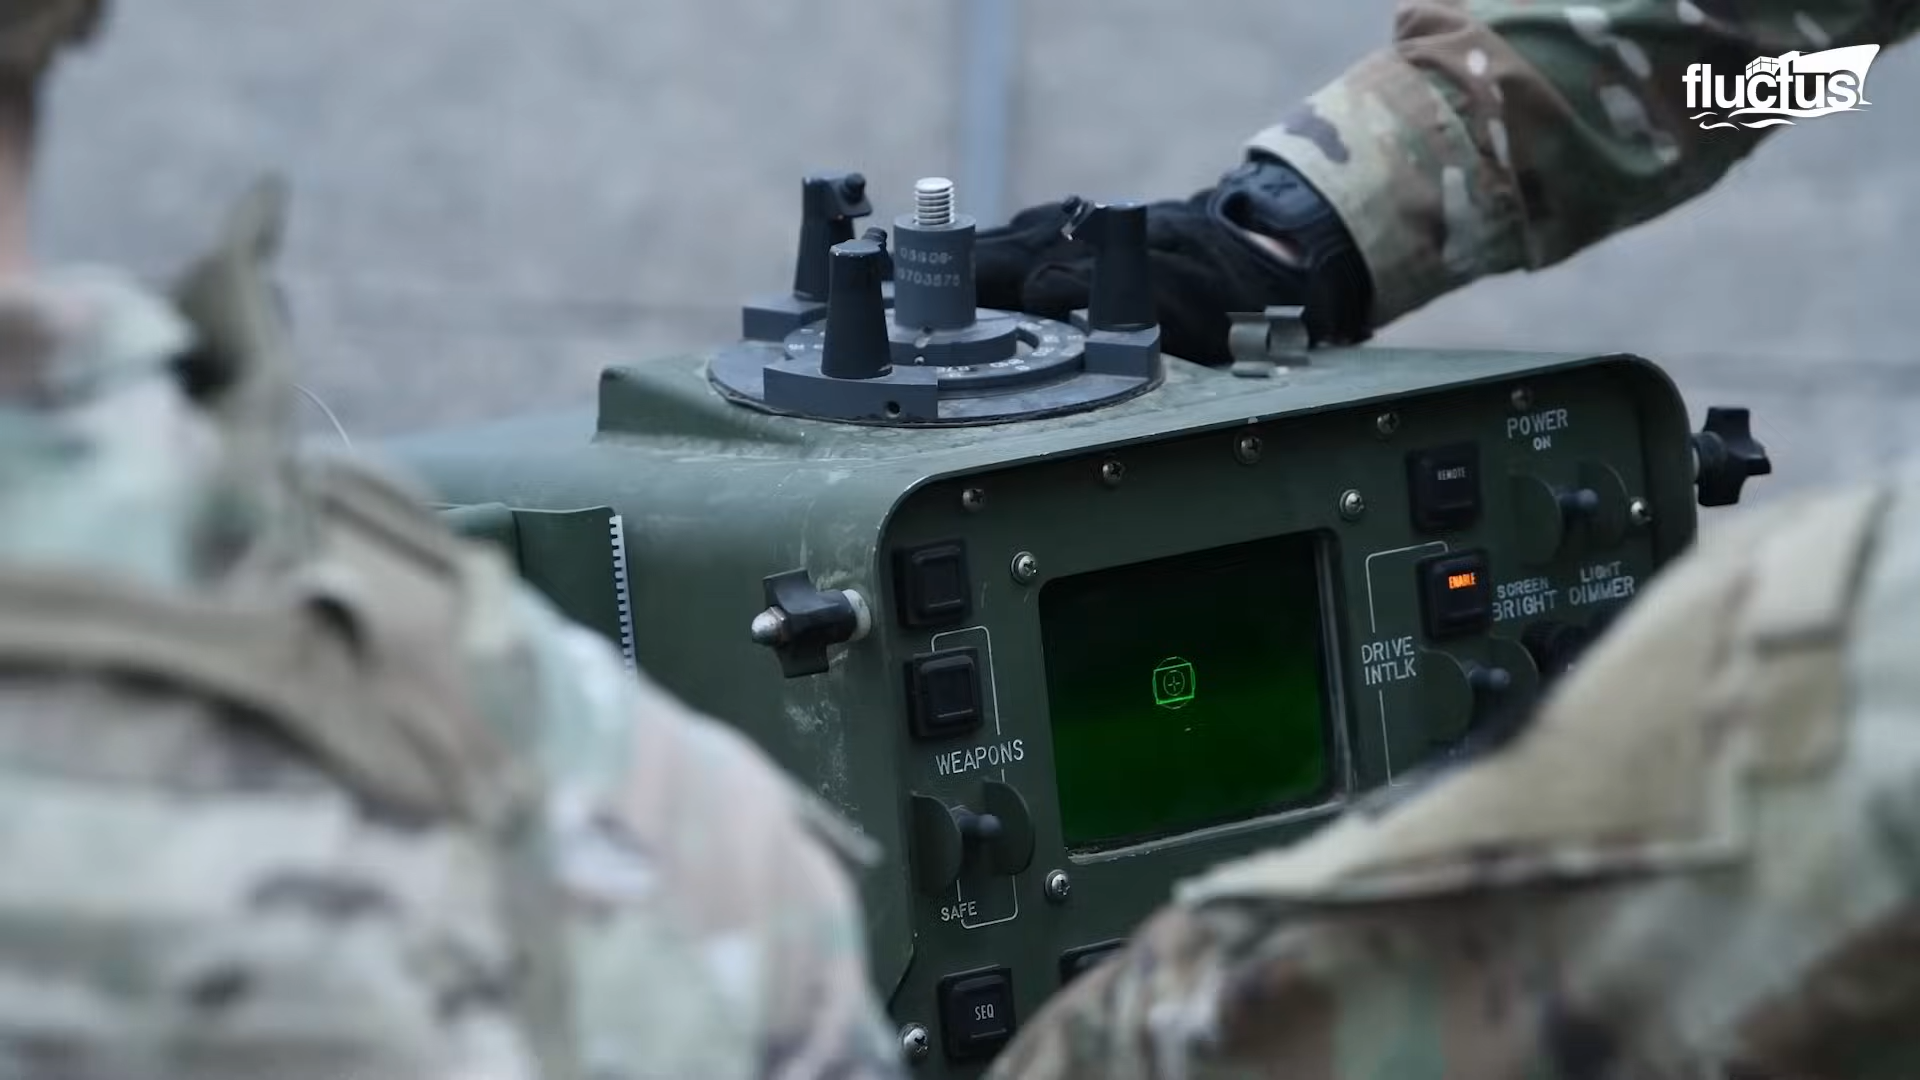 fluctus
POWER
ON
REMOTE
ENABLE
SCREEN
BRIGHT
LIGHT
DIMMER
DRIVE
INTLK
WEAPONS
SAFE
SEQ